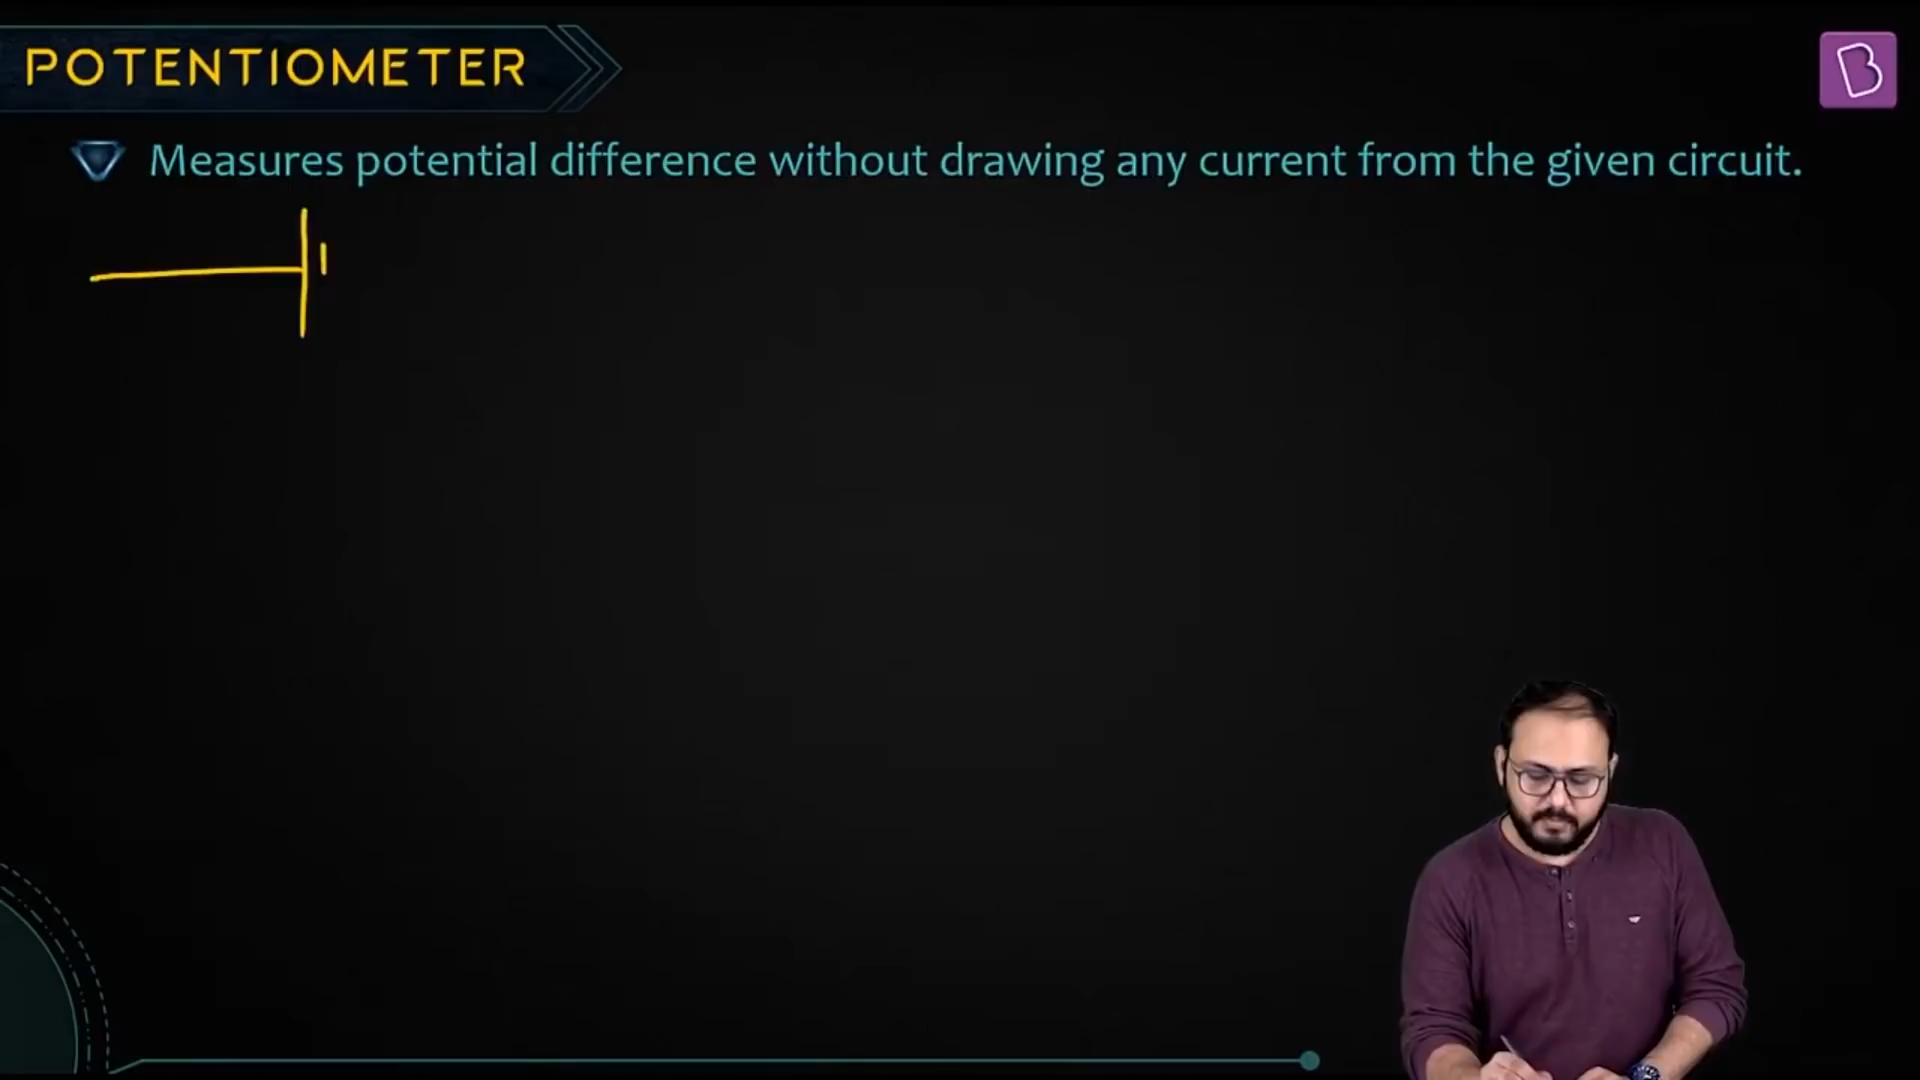 POTENTIOMETER
B
Measures potential difference without drawing any current from the given circuit.